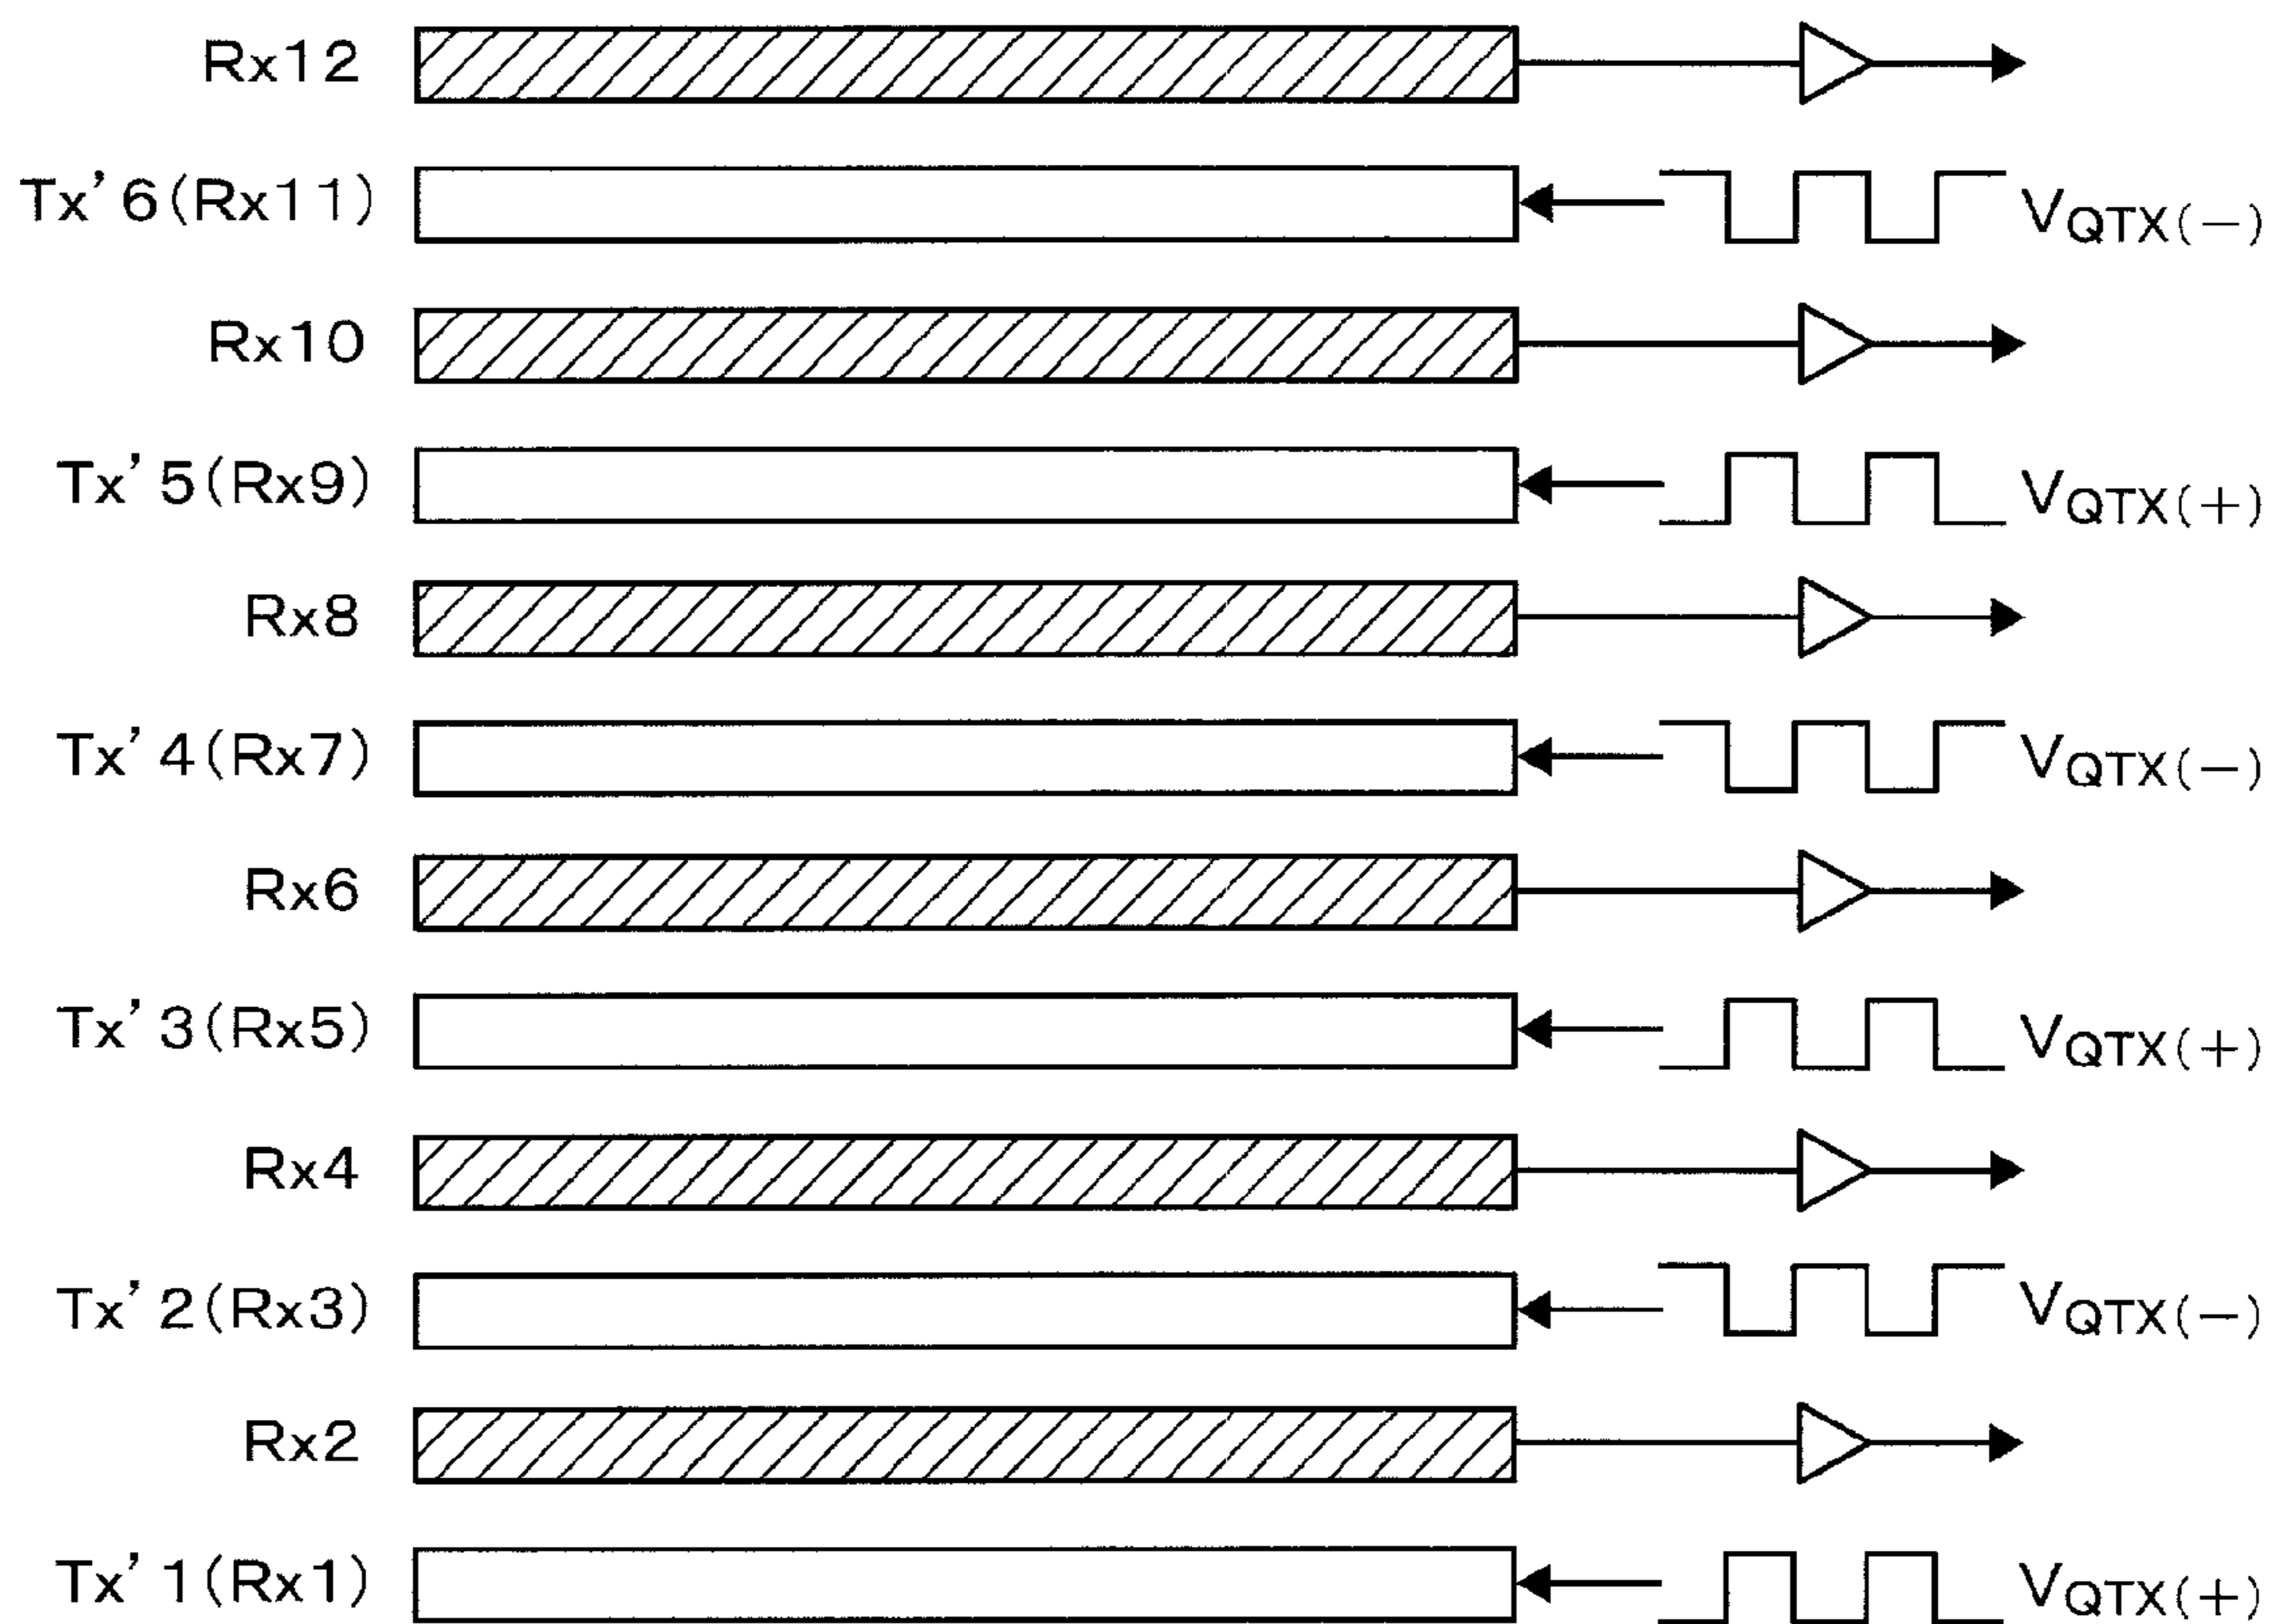 Rx12
Tx'6(Rx11) VQTX(−)
Rx10
Tx'5(Rx9) VQTX(+)
Rx8
Tx'4(Rx7) VQTX(−)
Rx6
Tx'3(Rx5) VQTX(+)
Rx4
Tx'2(Rx3) VQTX(−)
Rx2
Tx'1(Rx1) VQTX(+)